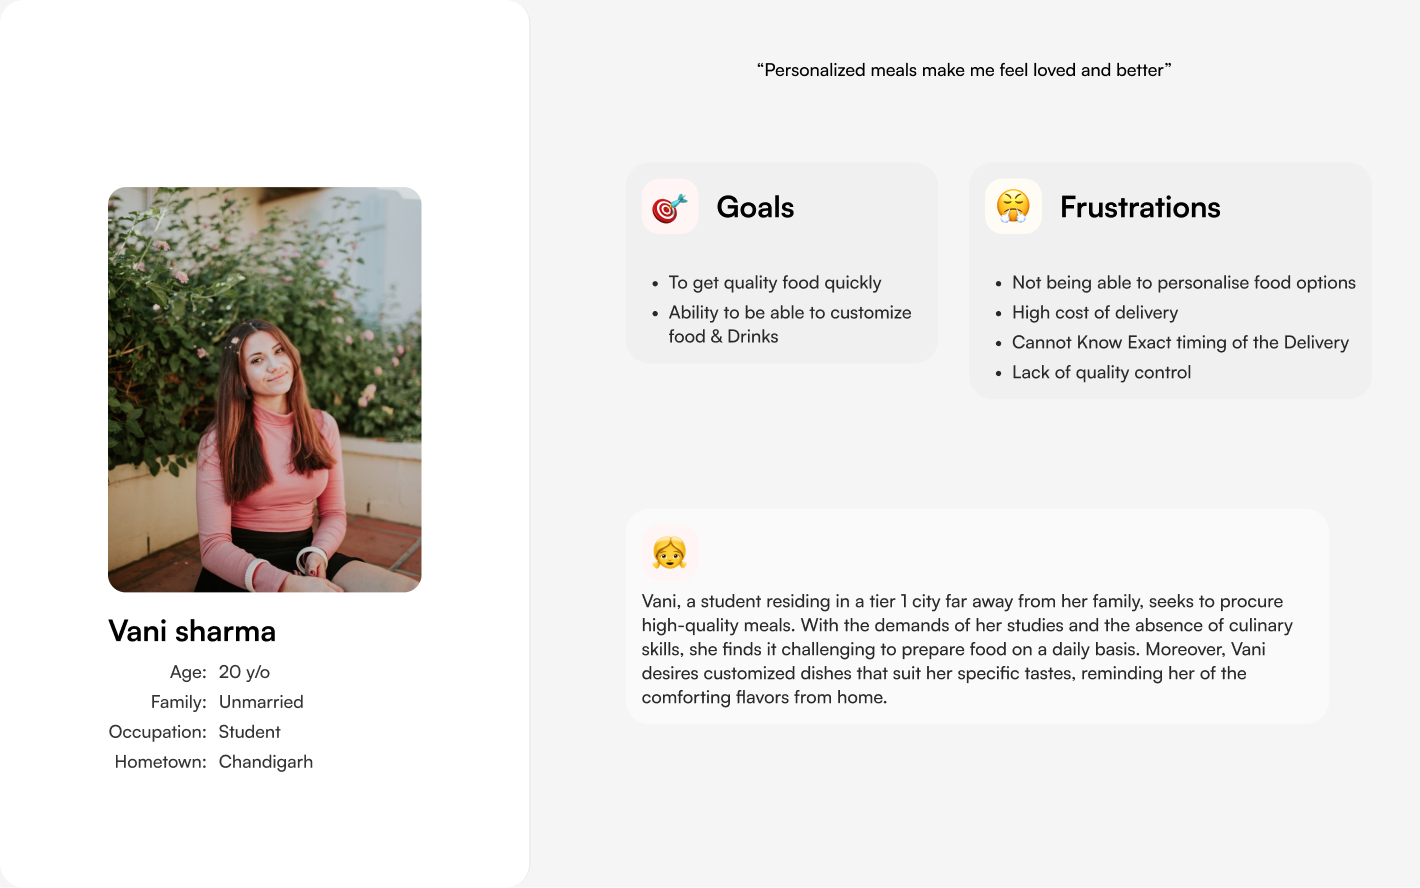 “Personalized meals make me feel loved and better”
Goals
• To get quality food quickly
• Ability to be able to customize
food & Drinks
Frustrations
• Not being able to personalise food options
• High cost of delivery
• Cannot Know Exact timing of the Delivery
• Lack of quality control
Vani sharma
Age: 20 y/o
Family: Unmarried
Occupation: Student
Hometown: Chandigarh
Vani, a student residing in a tier 1 city far away from her family, seeks to procure
high-quality meals. With the demands of her studies and the absence of culinary
skills, she finds it challenging to prepare food on a daily basis. Moreover, Vani
desires customized dishes that suit her specific tastes, reminding her of the
comforting flavors from home.